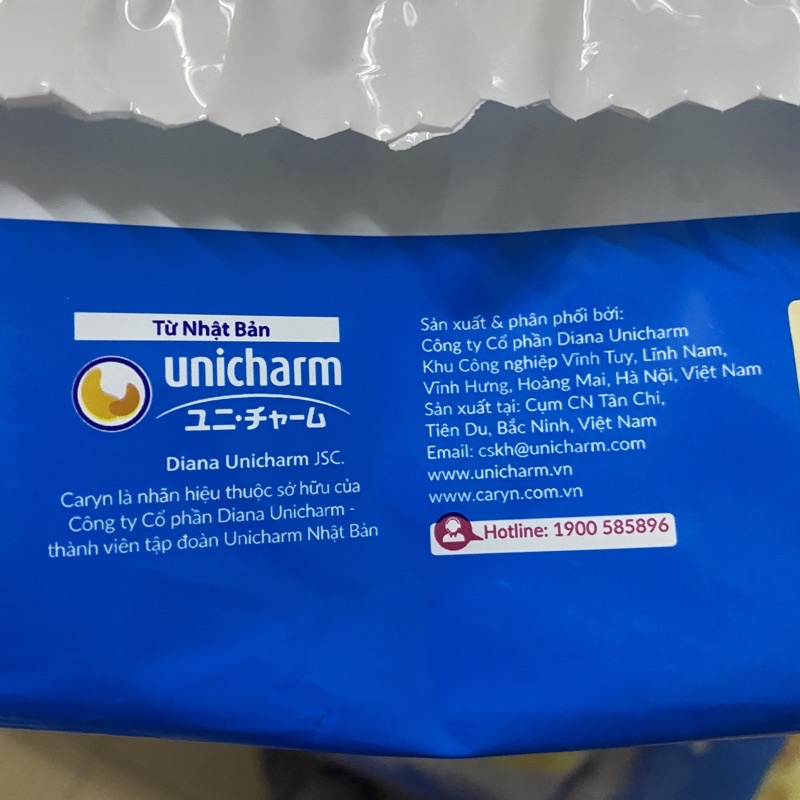 Từ Nhật Bản
unicharm
ユニ・チャーム
Diana Unicharm JSC.
Caryn là nhãn hiệu thuộc sở hữu của
Công ty Cổ phần Diana Unicharm -
thành viên tập đoàn Unicharm Nhật Bản
Sản xuất & phân phối bởi:
Công ty Cổ phần Diana Unicharm
Khu Công nghiệp Vĩnh Tuy, Lĩnh Nam,
Vĩnh Hưng, Hoàng Mai, Hà Nội, Việt Nam
Sản xuất tại: Cụm CN Tân Chi,
Tiên Du, Bắc Ninh, Việt Nam
Email: cskh@unicharm.com
www.unicharm.vn
www.caryn.com.vn
Hotline: 1900 585896